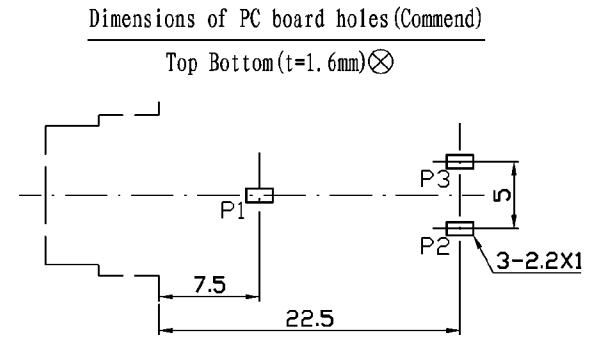 Dimensions of PC board holes(Commend)
Top Bottom(t=1.6mm)
P3
P1
5
P2
3-2.2X1
7.5
22.5